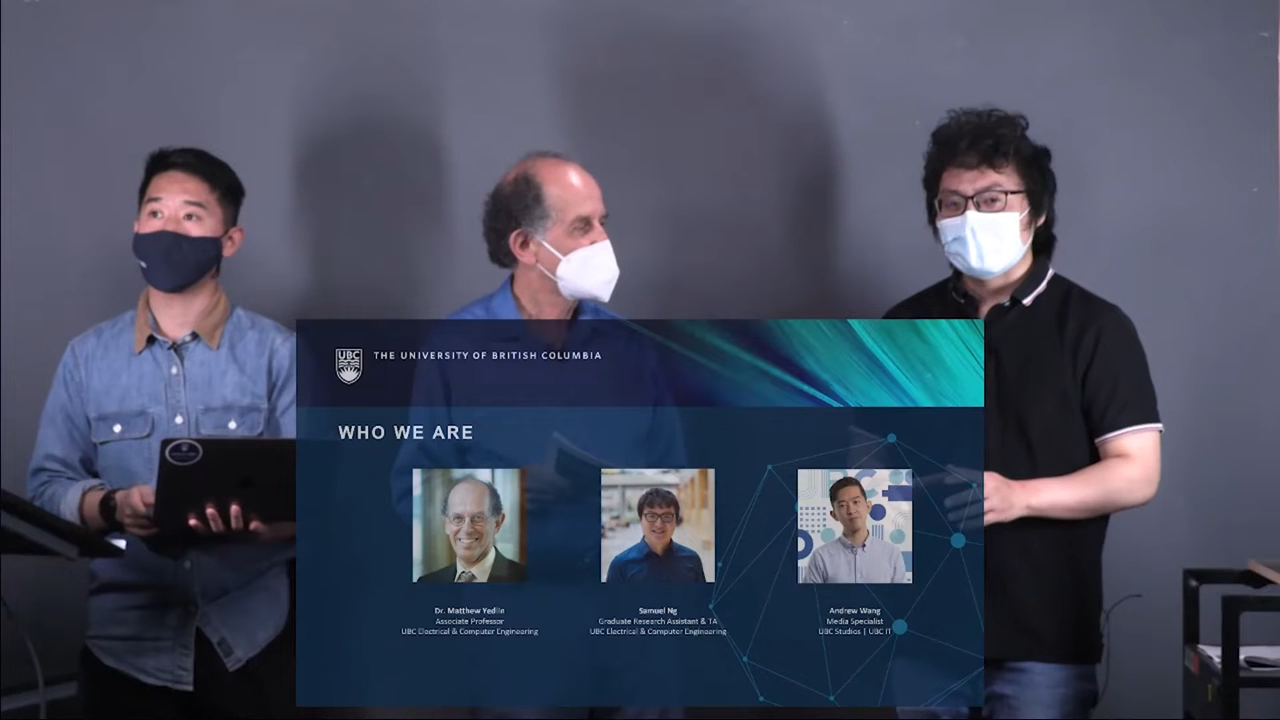 UBC
THE UNIVERSITY OF BRITISH COLUMBIA
WHO WE ARE
Dr. Matthew Yedlin
Associate Professor
UBC Electrical & Computer Engineering
Samuel Ng
Graduate Research Assistant & TA
UBC Electrical & Computer Engineering
Andrew Wang
Media Specialist
UBC Studios | UBC IT